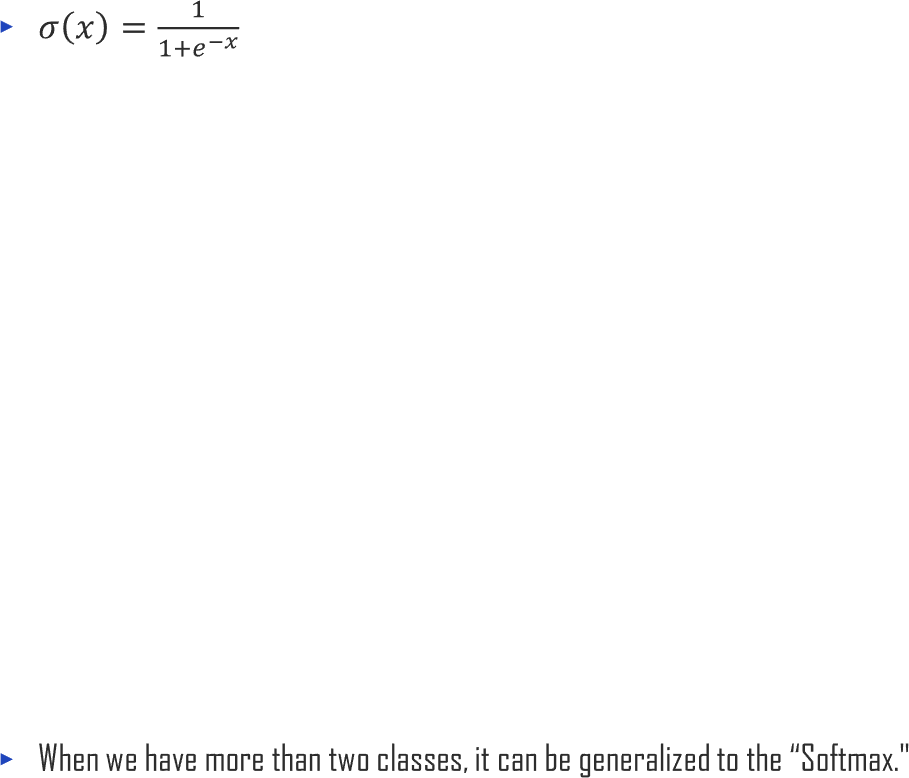 ▸ σ(x) = 1/(1+e^−x)
▸ When we have more than two classes, it can be generalized to the “Softmax."